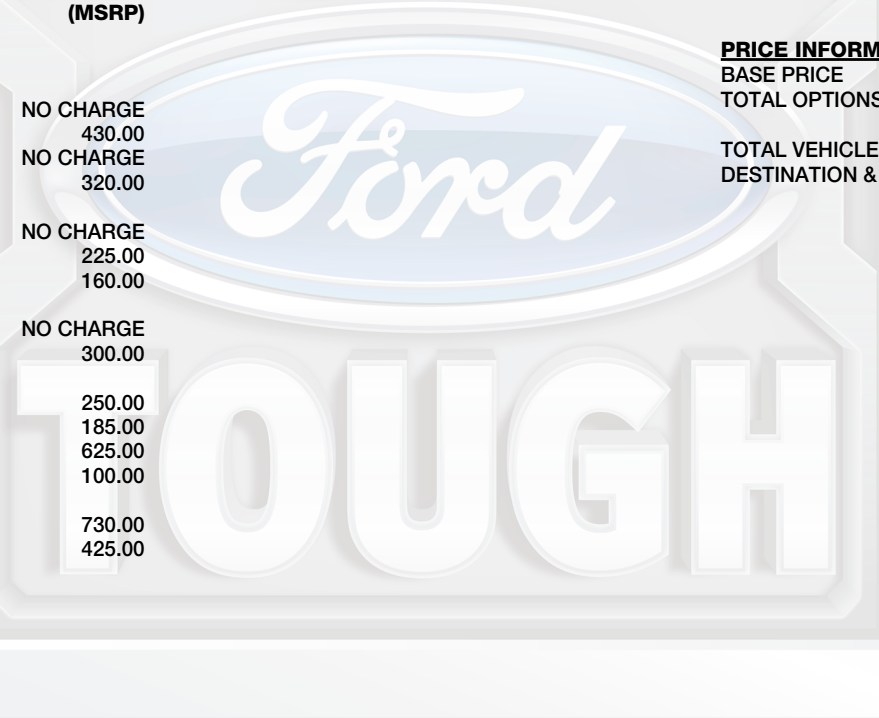 (MSRP)
NO CHARGE
430.00
NO CHARGE
320.00
NO CHARGE
225.00
160.00
NO CHARGE
300.00
250.00
185.00
625.00
100.00
730.00
425.00
PRICE INFORM
BASE PRICE
TOTAL OPTIONS
TOTAL VEHICLE
DESTINATION &
Ford
TOUGH